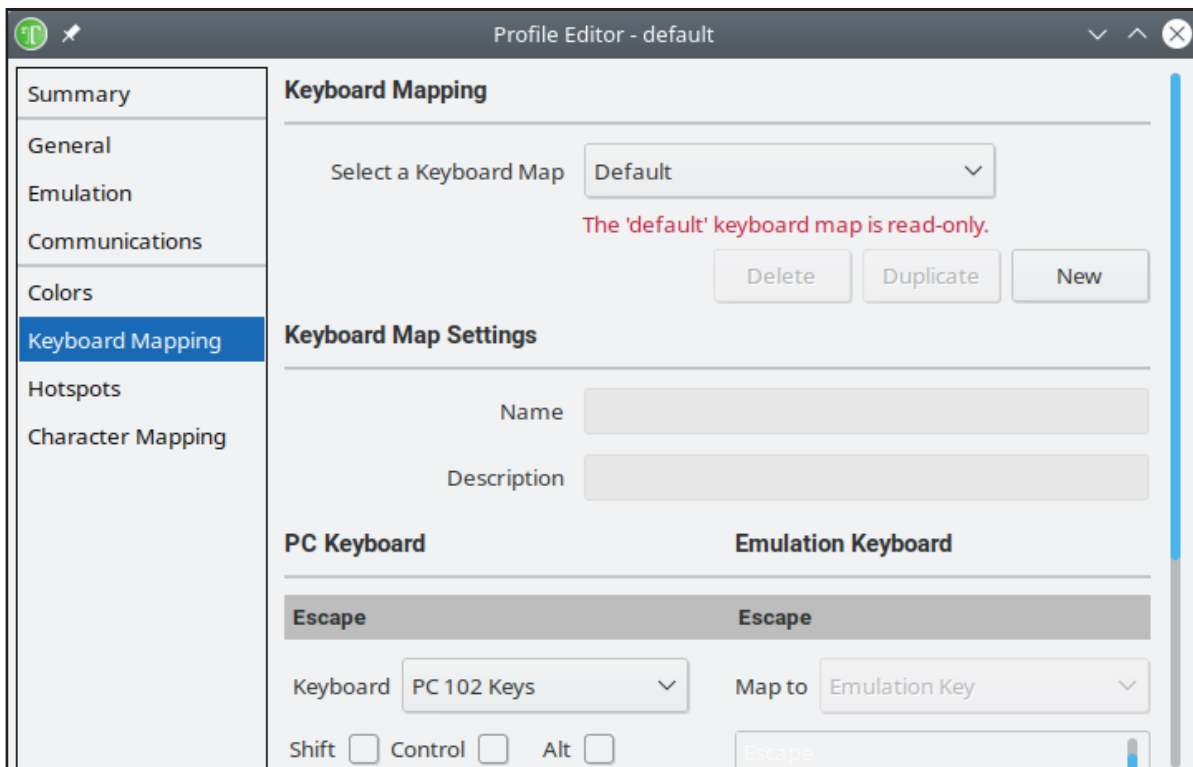 Profile Editor - default
Summary
General
Emulation
Communications
Colors
Keyboard Mapping
Hotspots
Character Mapping
Keyboard Mapping
Select a Keyboard Map Default
The 'default' keyboard map is read-only.
Delete Duplicate New
Keyboard Map Settings
Name
Description
PC Keyboard Emulation Keyboard
Escape Escape
Keyboard PC 102 Keys Map to Emulation Key
Shift Control Alt Escape